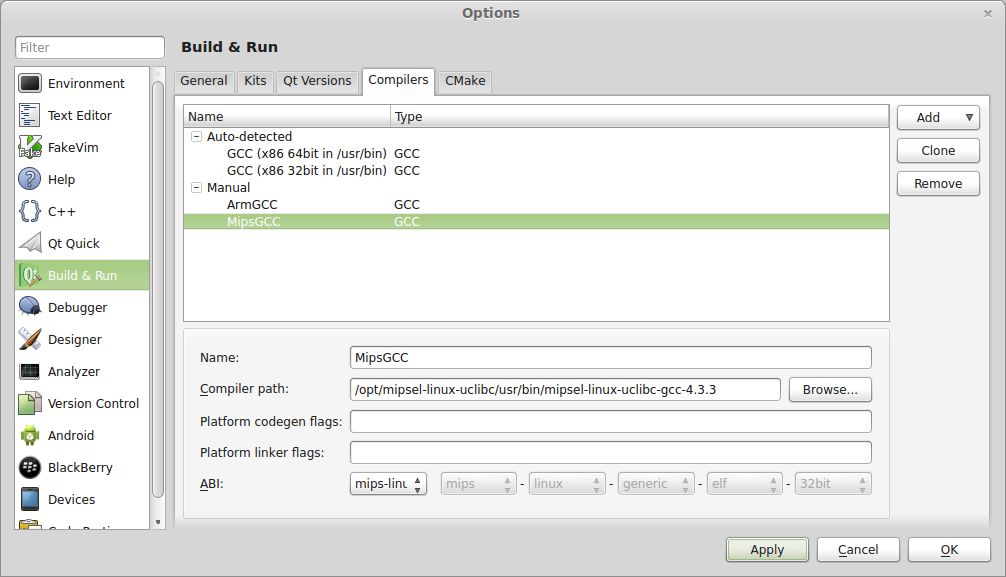 Options
Filter
Environment
Text Editor
FakeVim
Help
C++
Qt Quick
Build & Run
Debugger
Designer
Analyzer
Version Control
Android
BlackBerry
Devices
Build & Run
General Kits Qt Versions Compilers CMake
Name Type
Auto-detected
GCC (x86 64bit in /usr/bin) GCC
GCC (x86 32bit in /usr/bin) GCC
Manual
ArmGCC GCC
MipsGCC GCC
Add
Clone
Remove
Name: MipsGCC
Compiler path: /opt/mipsel-linux-uclibc/usr/bin/mipsel-linux-uclibc-gcc-4.3.3 Browse...
Platform codegen flags:
Platform linker flags:
ABI: mips-linu mips - linux - generic - elf - 32bit
Apply Cancel OK